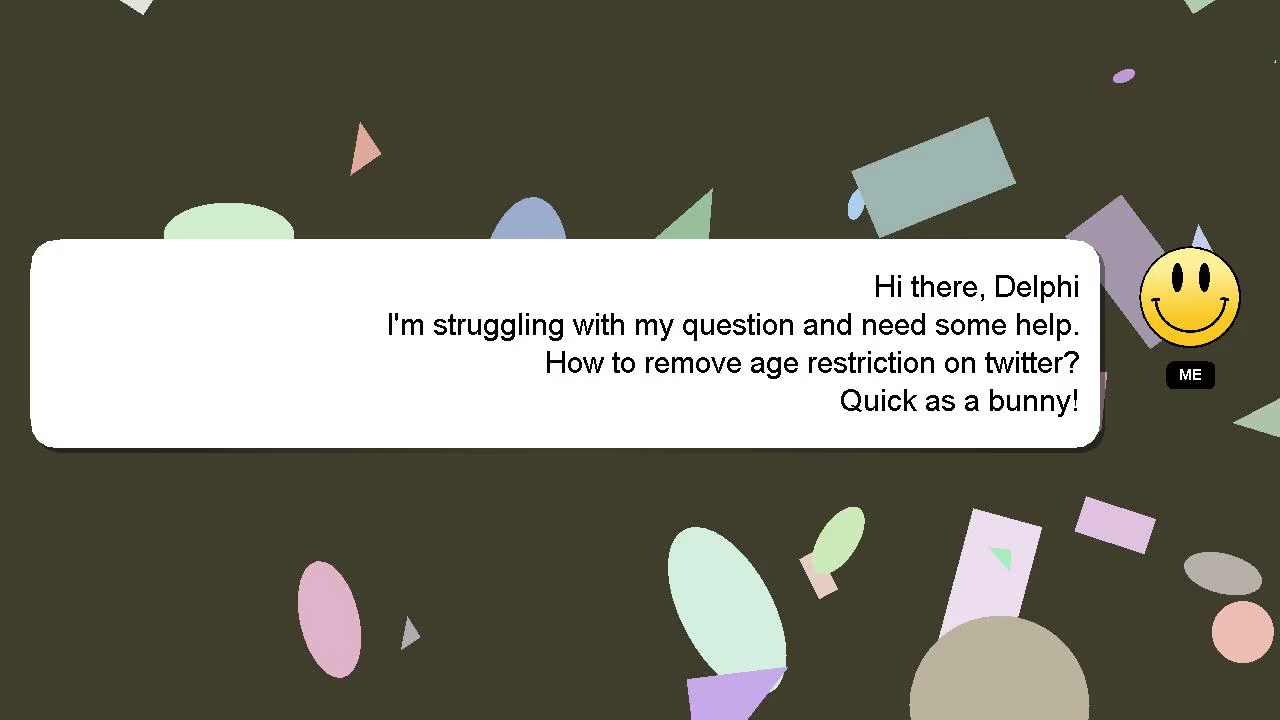 Hi there, Delphi
I'm struggling with my question and need some help.
How to remove age restriction on twitter?
Quick as a bunny!
ME